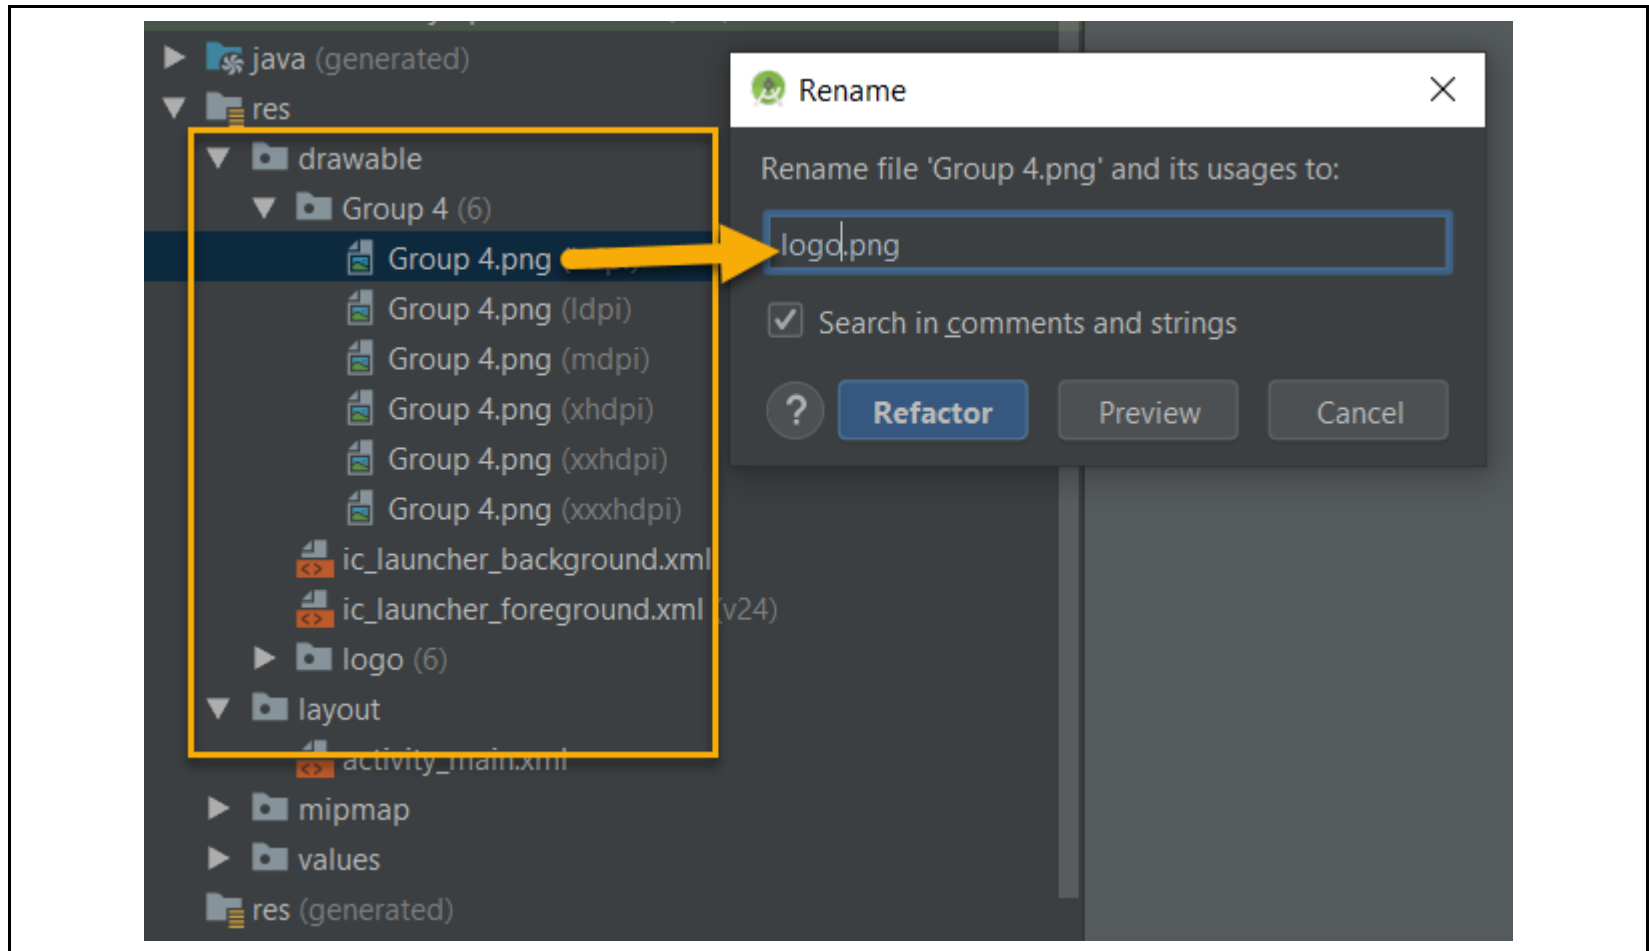 java (generated)
res
drawable
Group 4 (6)
Group 4.png
Group 4.png (ldpi)
Group 4.png (mdpi)
Group 4.png (xhdpi)
Group 4.png (xxhdpi)
Group 4.png (xxxhdpi)
ic_launcher_background.xml
ic_launcher_foreground.xml (v24)
logo (6)
layout
activity_main.xml
mipmap
values
res (generated)
Rename
Rename file 'Group 4.png' and its usages to:
logo.png
Search in comments and strings
? Refactor Preview Cancel